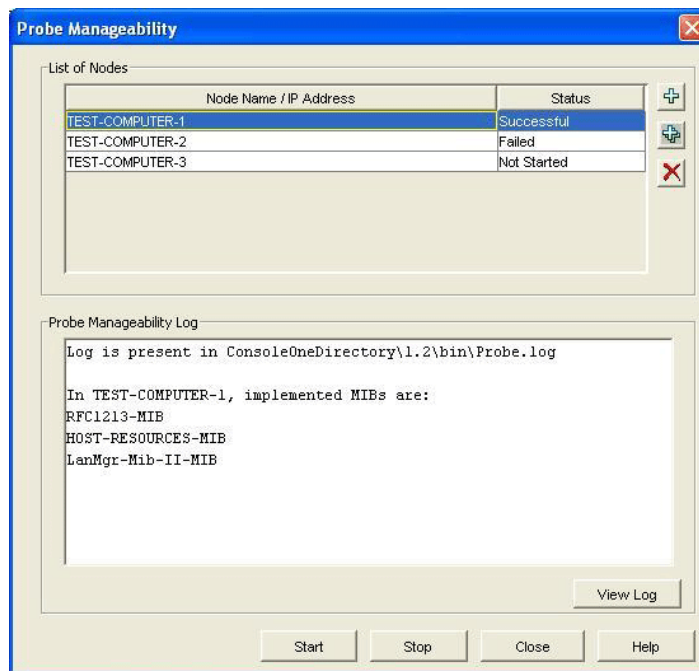 Probe Manageability
List of Nodes
Node Name / IP Address Status
TEST-COMPUTER-1 Successful
TEST-COMPUTER-2 Failed
TEST-COMPUTER-3 Not Started
Probe Manageability Log
Log is present in ConsoleOneDirectory\1.2\bin\Probe.log
In TEST-COMPUTER-1, implemented MIBs are:
RFC1213-MIB
HOST-RESOURCES-MIB
LanMgr-Mib-II-MIB
View Log
Start Stop Close Help